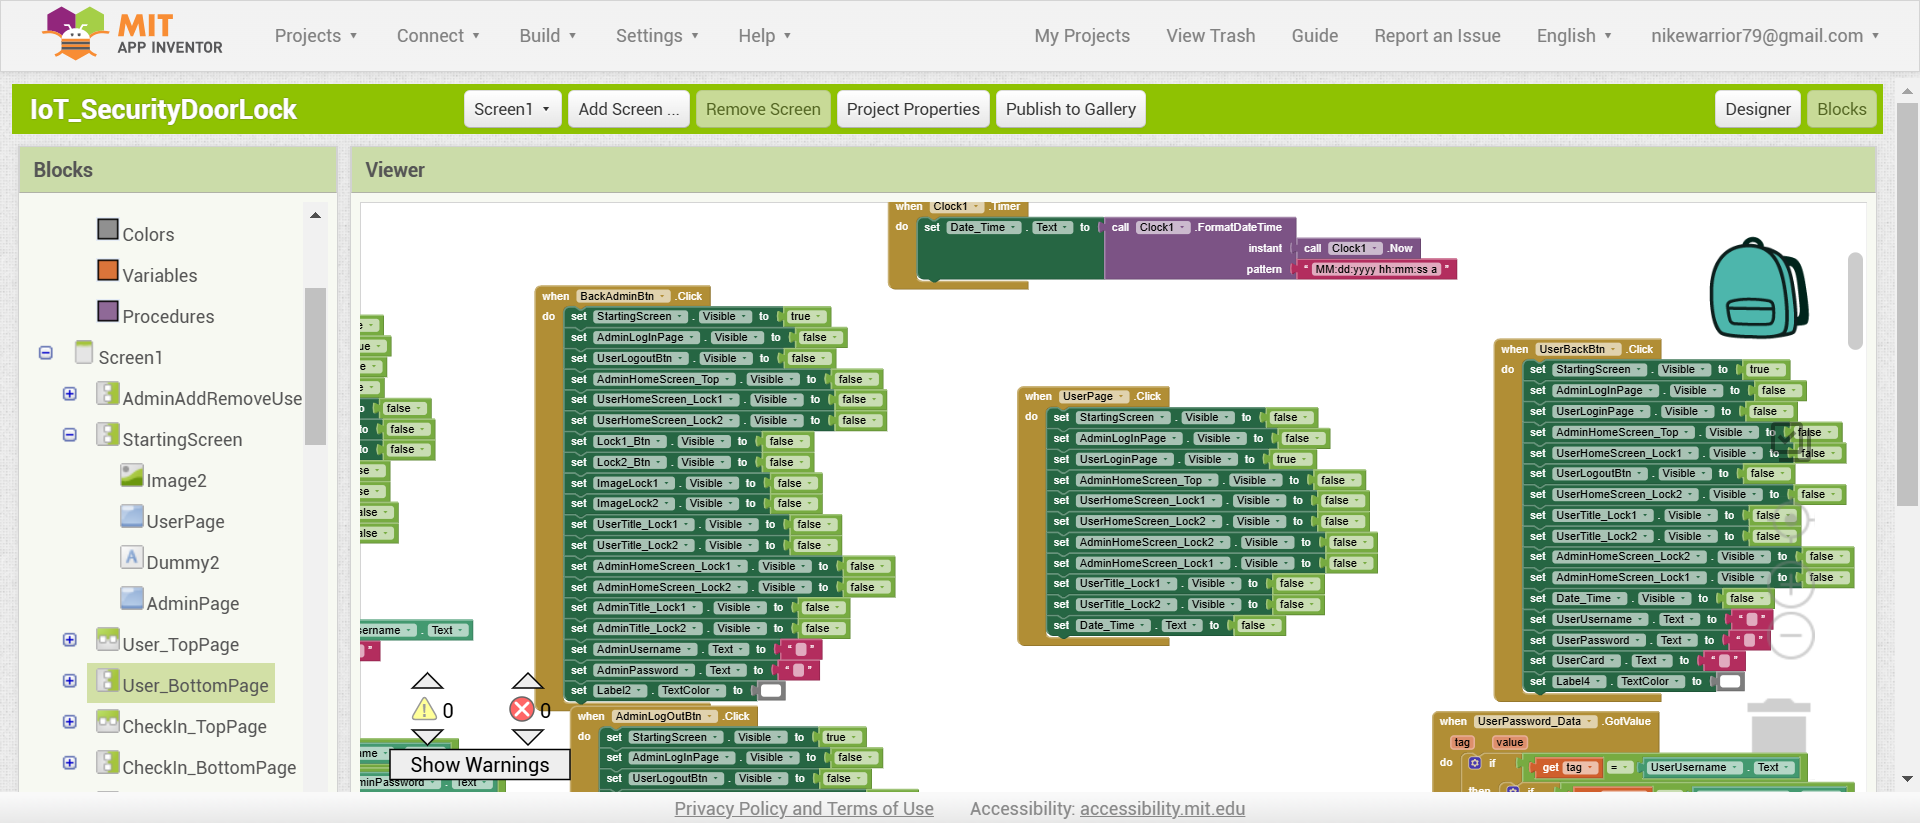 MIT
APP INVENTOR
Projects Connect Build Settings Help My Projects View Trash Guide Report an Issue English nikewarrior79@gmail.com
IoT_SecurityDoorLock Screen1 Add Screen ... Remove Screen Project Properties Publish to Gallery Designer Blocks
Blocks
Colors
Variables
Procedures
Screen1
AdminAddRemoveUse
StartingScreen
Image2
UserPage
Dummy2
AdminPage
User_TopPage
User_BottomPage
CheckIn_TopPage
CheckIn_BottomPage
Viewer
when Clock1 .Timer
do set Date_Time . Text to call Clock1 .FormatDateTime
instant call Clock1 .Now
pattern " MM:dd:yyyy hh:mm:ss a "
false
false
false
when BackAdminBtn .Click
do set StartingScreen . Visible to true
set AdminLogInPage . Visible to false
set UserLogoutBtn . Visible to false
set AdminHomeScreen_Top . Visible to false
set UserHomeScreen_Lock1 . Visible to false
set UserHomeScreen_Lock2 . Visible to false
set Lock1_Btn . Visible to false
set Lock2_Btn . Visible to false
set ImageLock1 . Visible to false
set ImageLock2 . Visible to false
set UserTitle_Lock1 . Visible to false
set UserTitle_Lock2 . Visible to false
set AdminHomeScreen_Lock1 . Visible to false
set AdminHomeScreen_Lock2 . Visible to false
set AdminTitle_Lock1 . Visible to false
set AdminTitle_Lock2 . Visible to false
set AdminUsername . Text to " "
set AdminPassword . Text to " "
set Label2 . TextColor to
when AdminLogOutBtn .Click
do set StartingScreen . Visible to true
set AdminLogInPage . Visible to false
set UserLogoutBtn . Visible to false
when UserPage .Click
do set StartingScreen . Visible to false
set AdminLogInPage . Visible to false
set UserLoginPage . Visible to true
set AdminHomeScreen_Top . Visible to false
set UserHomeScreen_Lock1 . Visible to false
set UserHomeScreen_Lock2 . Visible to false
set AdminHomeScreen_Lock2 . Visible to false
set AdminHomeScreen_Lock1 . Visible to false
set UserTitle_Lock1 . Visible to false
set UserTitle_Lock2 . Visible to false
set Date_Time . Text to false
when UserBackBtn .Click
do set StartingScreen . Visible to true
set AdminLogInPage . Visible to false
set UserLoginPage . Visible to false
set AdminHomeScreen_Top . Visible to false
set UserHomeScreen_Lock1 . Visible to false
set UserLogoutBtn . Visible to false
set UserHomeScreen_Lock2 . Visible to false
set UserTitle_Lock1 . Visible to false
set UserTitle_Lock2 . Visible to false
set AdminHomeScreen_Lock2 . Visible to false
set AdminHomeScreen_Lock1 . Visible to false
set Date_Time . Visible to false
set UserUsername . Text to " "
set UserPassword . Text to " "
set UserCard . Text to " "
set Label4 . TextColor to
when UserPassword_Data .GotValue
tag value
do if get tag = UserUsername . Text
then if
sername . Text
ame
minPassword . Text
0 0
Show Warnings
Privacy Policy and Terms of Use Accessibility: accessibility.mit.edu